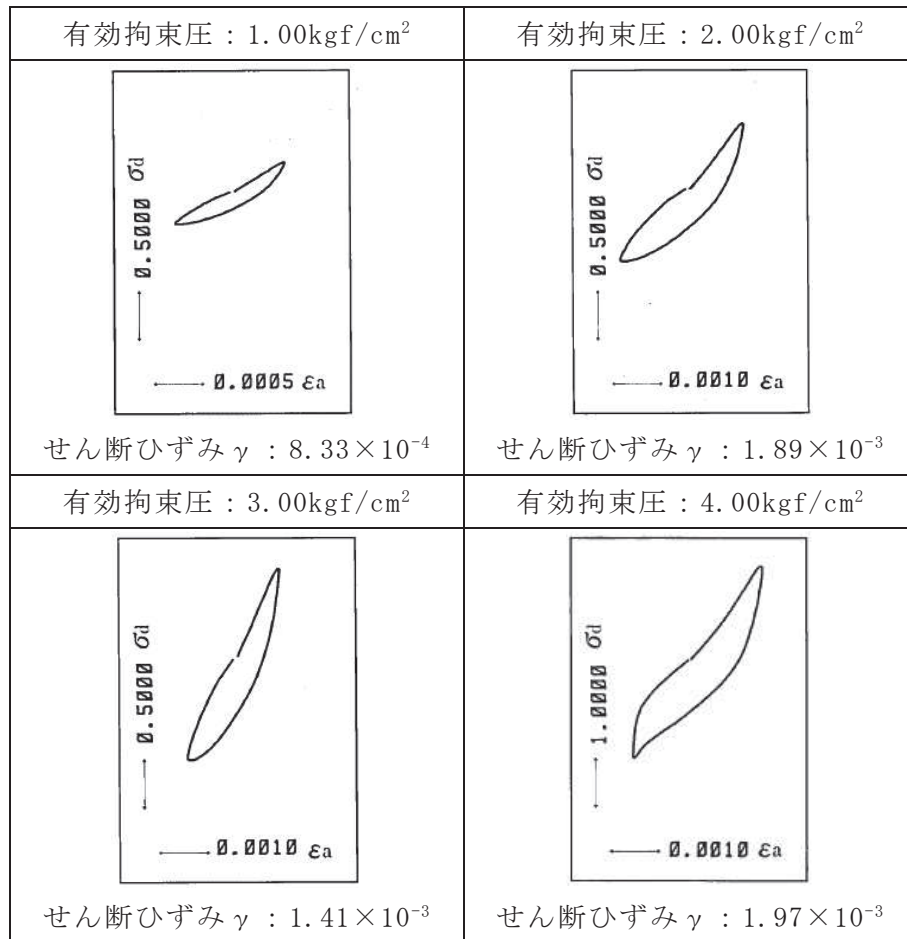 有効拘束圧：1.00kgf/cm²
有効拘束圧：2.00kgf/cm²
0.5000 σd
0.0005 εa
0.5000 σd
0.0010 εa
せん断ひずみγ：8.33×10⁻⁴
せん断ひずみγ：1.89×10⁻³
有効拘束圧：3.00kgf/cm²
有効拘束圧：4.00kgf/cm²
0.5000 σd
0.0010 εa
1.0000 σd
0.0010 εa
せん断ひずみγ：1.41×10⁻³
せん断ひずみγ：1.97×10⁻³